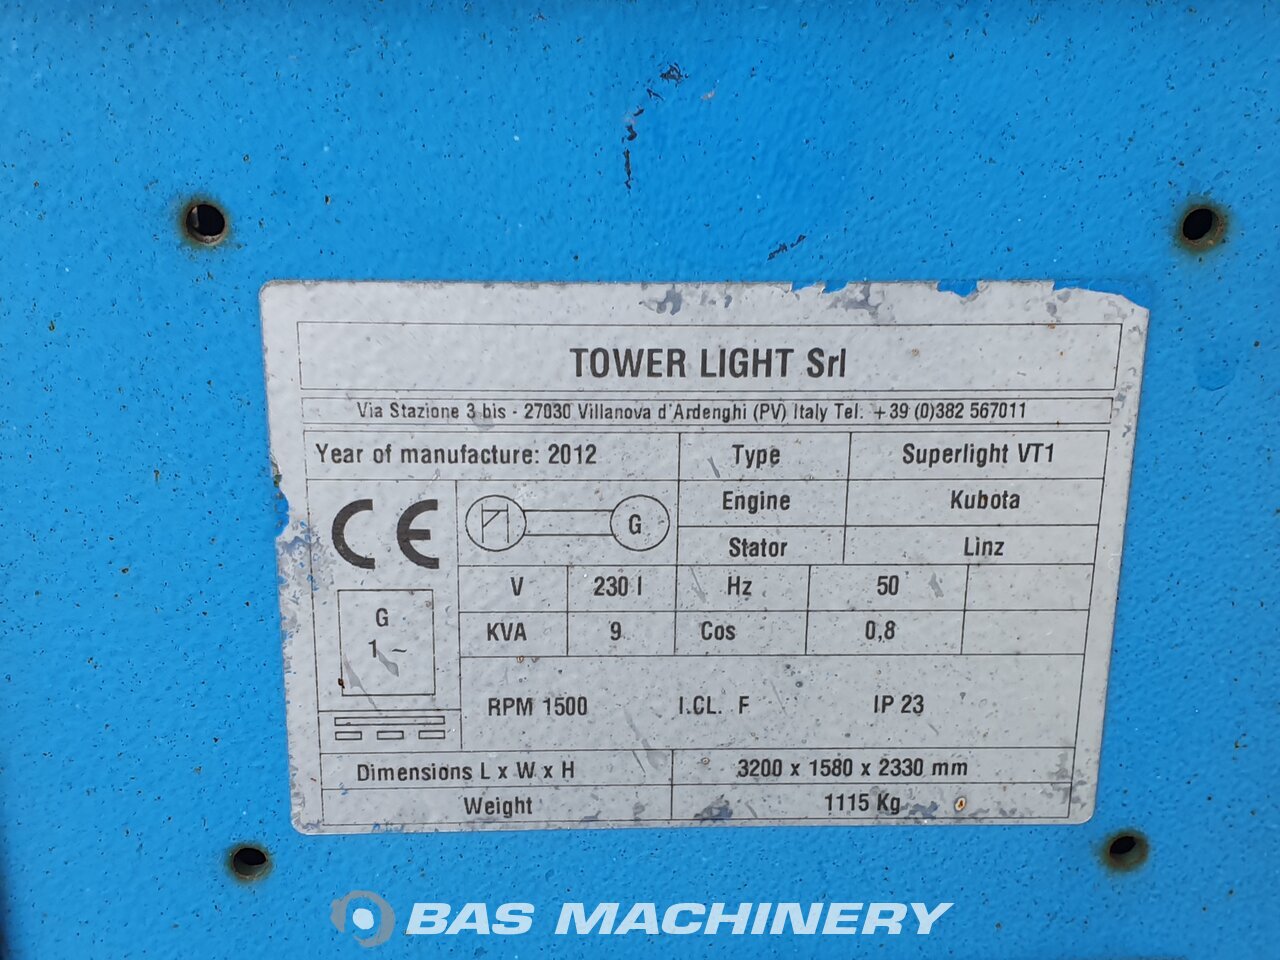 TOWER LIGHT Srl
Via Stazione 3 bis - 27030 Villanova d'Ardenghi (PV) Italy Tel. +39 (0)382 567011
Year of manufacture: 2012 Type Superlight VT1
CE G Engine Kubota
Stator Linz
V 230 I Hz 50
G
1 ~
KVA 9 Cos 0,8
RPM 1500 I.CL. F IP 23
Dimensions L x W x H 3200 x 1580 x 2330 mm
Weight 1115 Kg
BAS MACHINERY